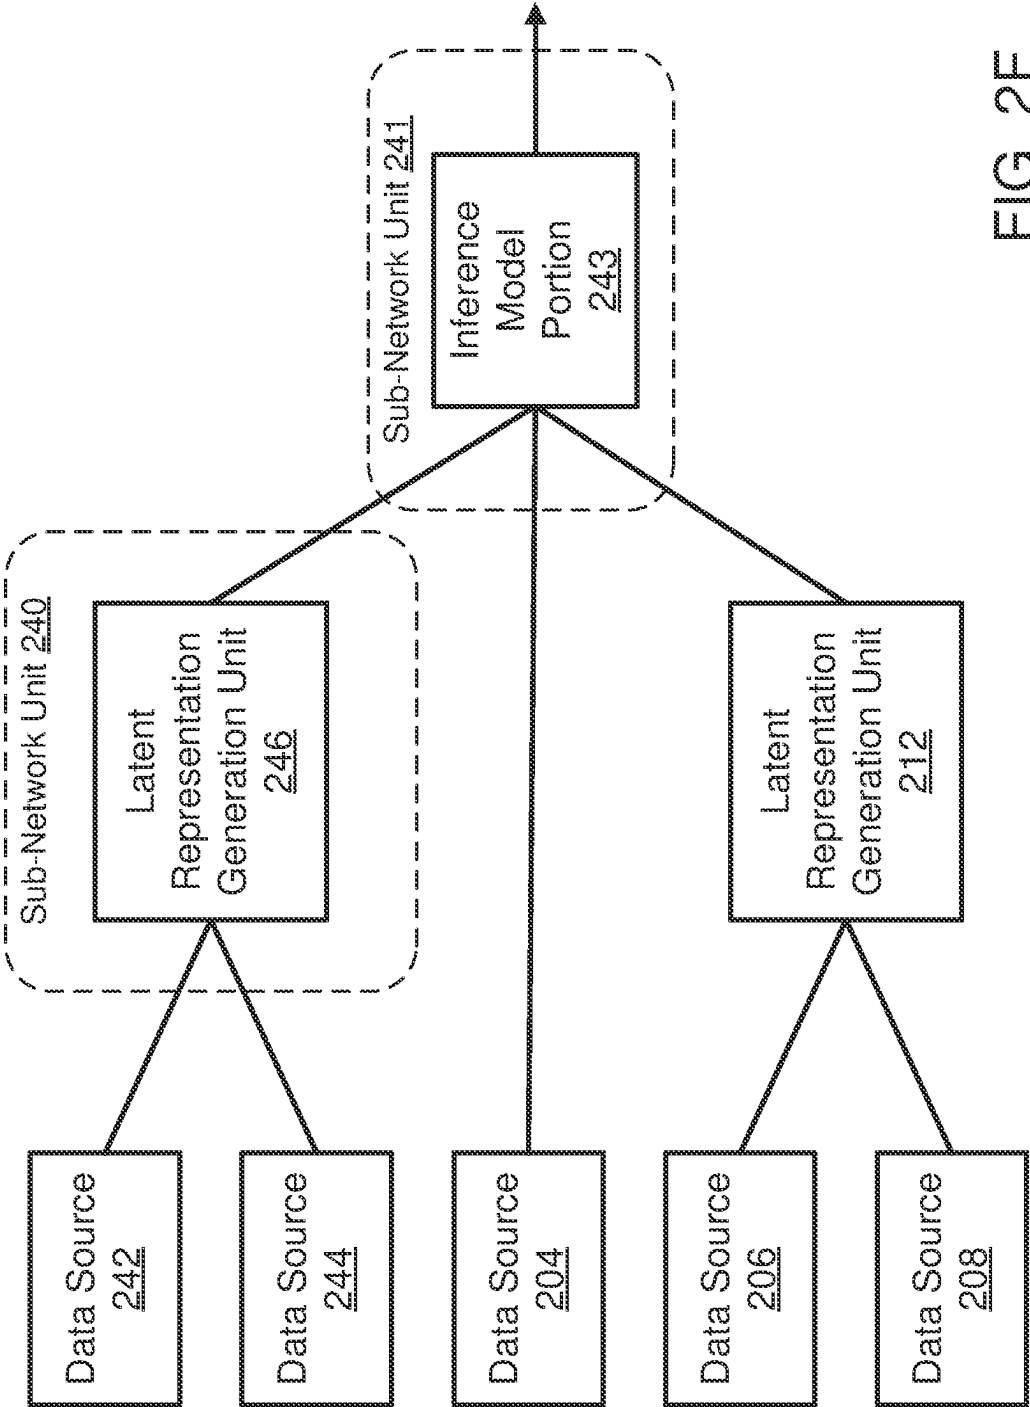 Sub-Network Unit 240
Data Source
242
Latent
Representation
Generation Unit
246
Data Source
244
Sub-Network Unit 241
Inference
Model
Portion
243
Data Source
204
Data Source
206
Latent
Representation
Generation Unit
212
Data Source
208
FIG